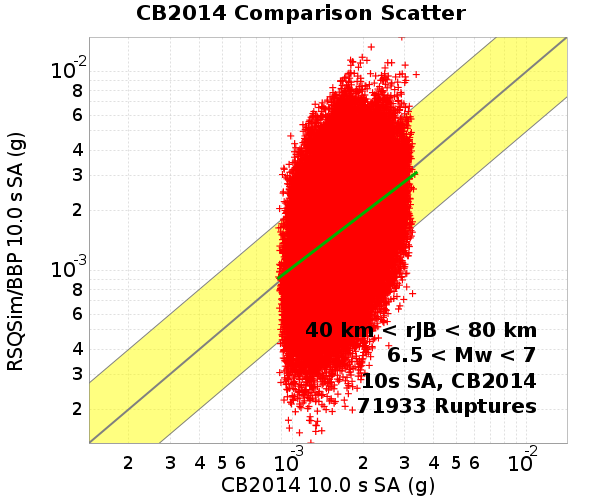 CB2014 Comparison Scatter
RSQSim/BBP 10.0 s SA (g)
10-2
8
6
4
3
2
10-3
8
6
4
3
2
40 km < rJB < 80 km
6.5 < Mw < 7
10s SA, CB2014
71933 Ruptures
2 3 4 5 6 10-3 2 3 4 5 6 10-2
CB2014 10.0 s SA (g)